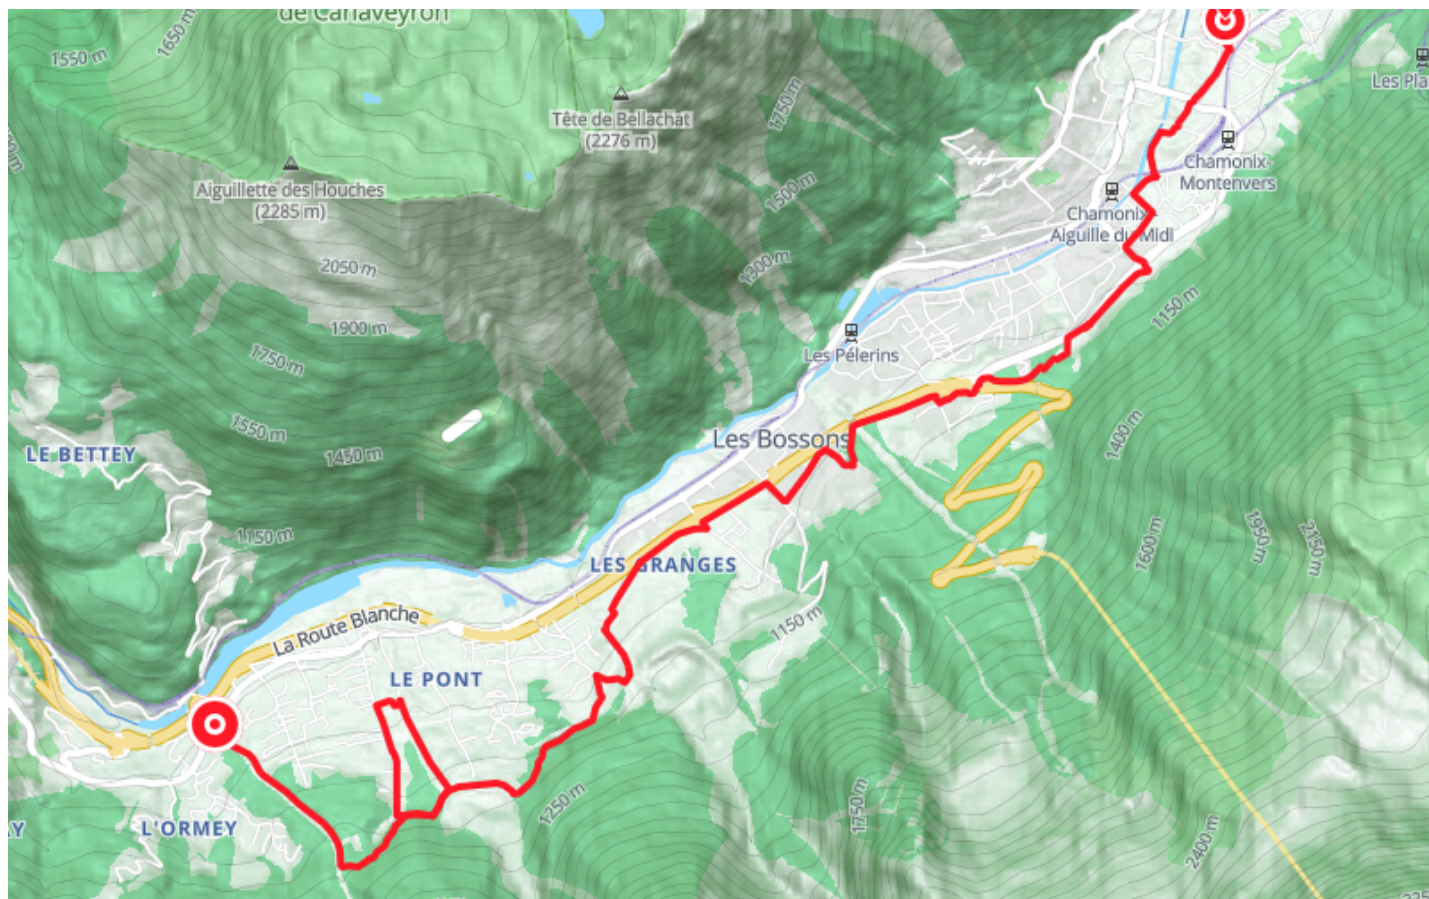 de Carlaveyron
1650 m
1550 m
Les Pla
Tête de Bellachat
(2276 m)
1750 m
Chamonix-
Montenvers
Aiguillette des Houches
(2285 m)
1500 m
Chamonix-
Aiguille du Midi
2050 m
1300 m
1150 m
1900 m
Les Pélerins
1750 m
1550 m
1450 m
LE BETTEY
Les Bossons
1400 m
1150 m
1600 m
1950 m
2150 m
LES GRANGES
La Route Blanche
1150 m
LE PONT
1250 m
1750 m
L'ORMEY
AY
2400 m